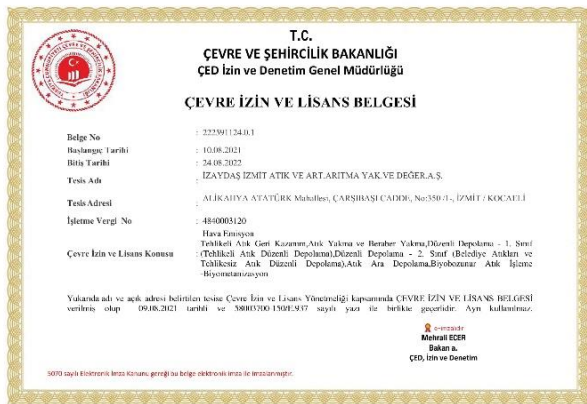 T.C.
ÇEVRE VE ŞEHİRCİLİK BAKANLIĞI
ÇED İzin ve Denetim Genel Müdürlüğü
ÇEVRE İZİN VE LİSANS BELGESİ
Belge No : 222391124.0.1
Başlangıç Tarihi : 10.08.2021
Bitiş Tarihi : 24.08.2022
Tesis Adı : İZAYDAŞ İZMİT ATIK VE ART.ARITMA YAK.VE DEĞER.A.Ş.
Tesis Adresi : ALİKAHYA ATATÜRK Mahallesi, ÇARŞIBAŞI CADDE, No:350 /1-, İZMİT / KOCAELİ
İşletme Vergi No : 4840003120
Hava Emisyon
Tehlikeli Atık Geri Kazanım,Atık Yakma ve Beraber Yakma,Düzenli Depolama - 1. Sınıf
Çevre İzin ve Lisans Konusu : (Tehlikeli Atık Düzenli Depolama),Düzenli Depolama - 2. Sınıf (Belediye Atıkları ve
Tehlikesiz Atık Düzenli Depolama),Atık Ara Depolama,Biyobozunur Atık İşleme
-Biyometanizasyon
Yukarıda adı ve açık adresi belirtilen tesise Çevre İzin ve Lisans Yönetmeliği kapsamında ÇEVRE İZİN VE LİSANS BELGESİ
verilmiş olup 09.08.2021 tarihli ve 58003700-150/E.937 sayılı yazı ile birlikte geçerlidir. Ayrı kullanılmaz.
e-imzalıdır
Mehrali ECER
Bakan a.
ÇED, İzin ve Denetim
5070 sayılı Elektronik İmza Kanunu gereği bu belge elektronik imza ile imzalanmıştır.